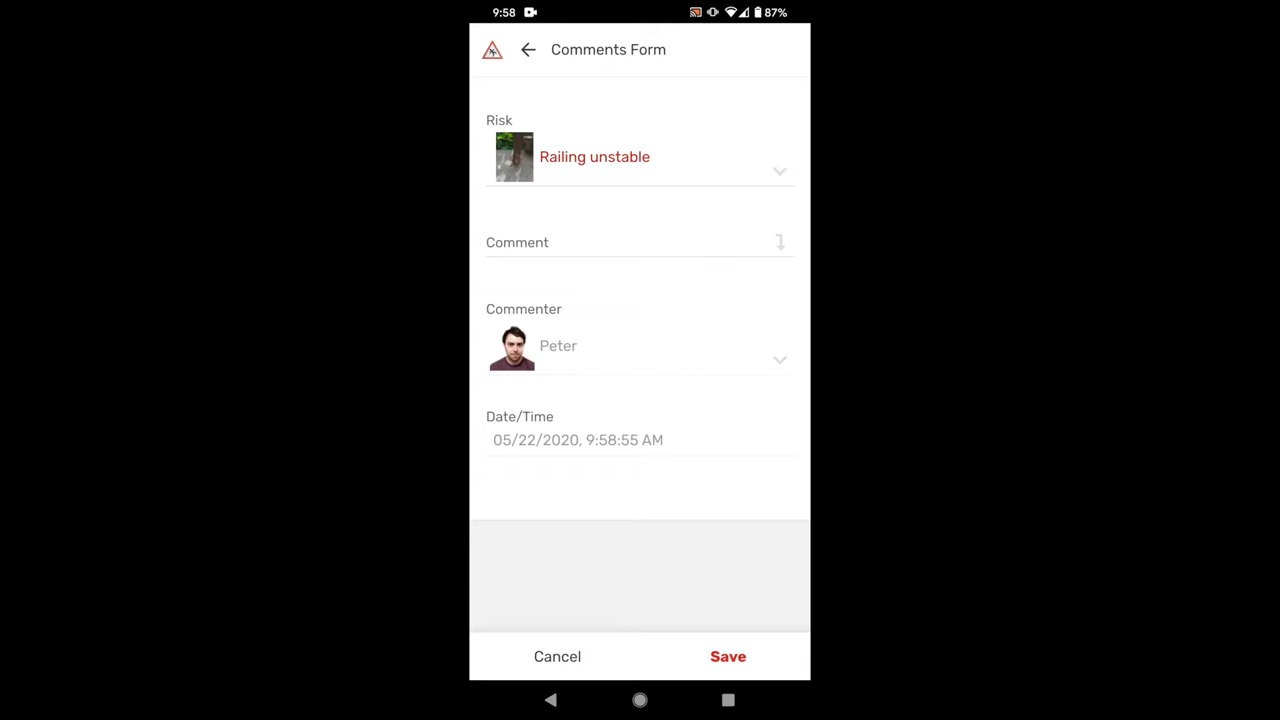 9:58
87%
Comments Form
Risk
Railing unstable
Comment
Commenter
Peter
Date/Time
05/22/2020, 9:58:55 AM
Cancel
Save